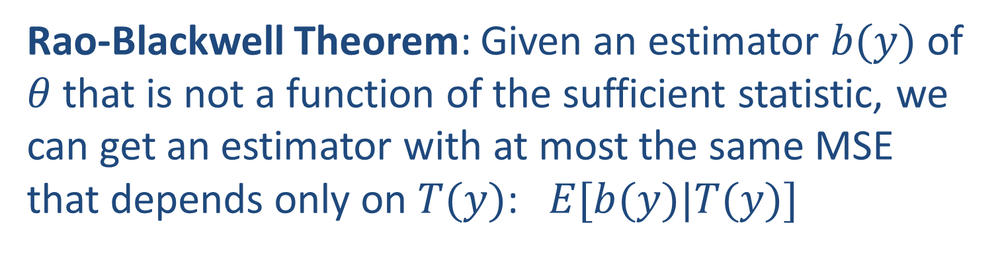 Rao-Blackwell Theorem: Given an estimator b(y) of
θ that is not a function of the sufficient statistic, we
can get an estimator with at most the same MSE
that depends only on T(y): E[b(y)|T(y)]